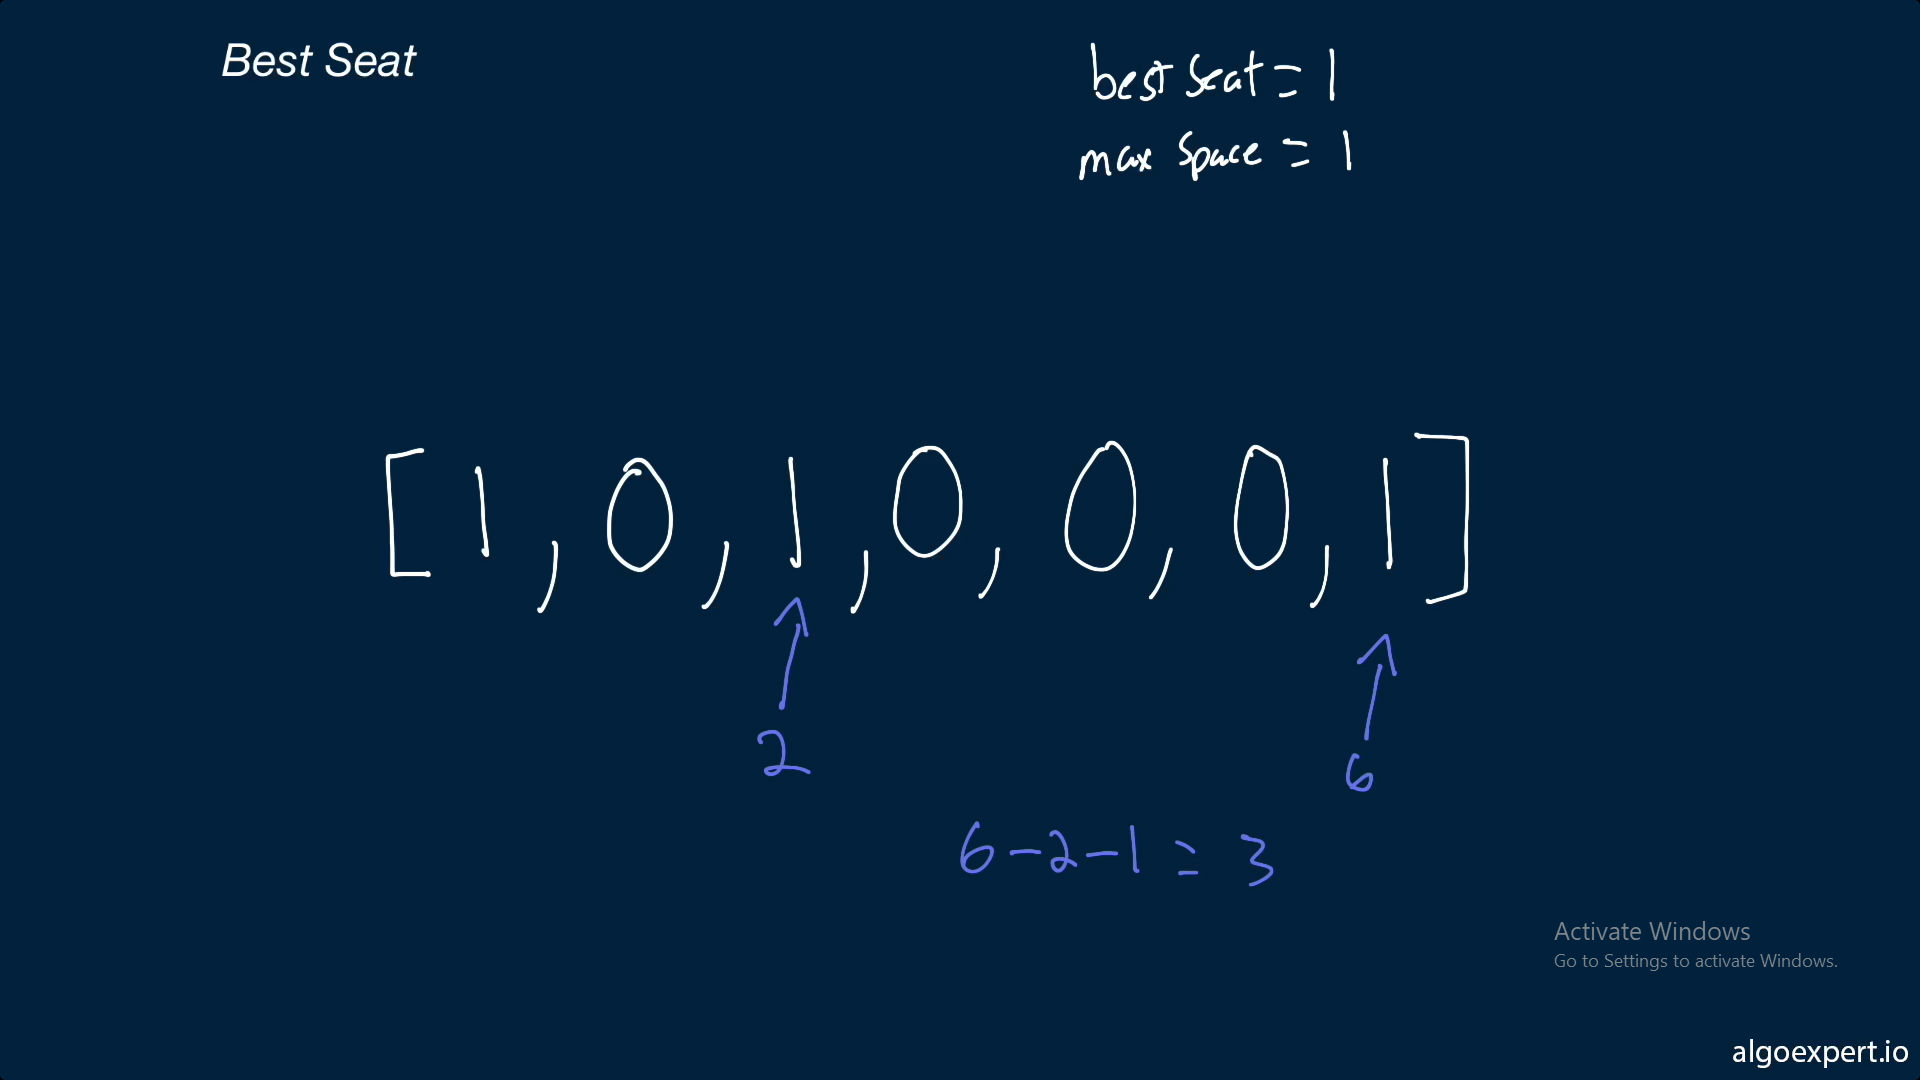 Best Seat
best seat = 1
max space = 1
[1, 0, 1, 0, 0, 0, 1]
2
6
6 - 2 - 1 = 3
Activate Windows
Go to Settings to activate Windows.
algoexpert.io